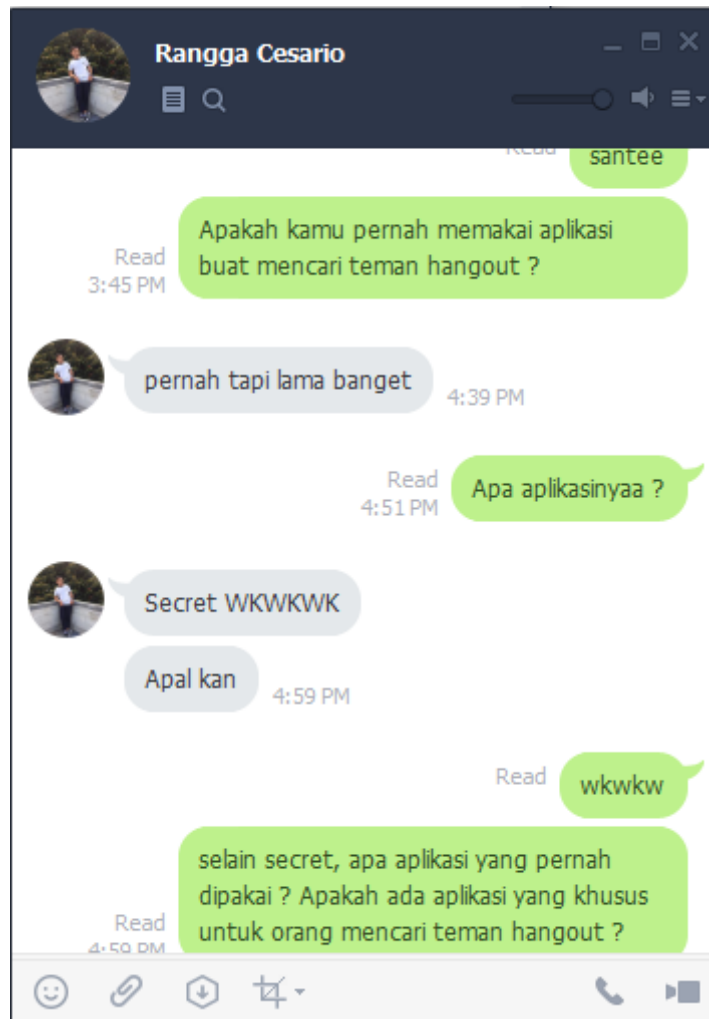 Rangga Cesario
Read
santee
Apakah kamu pernah memakai aplikasi
buat mencari teman hangout ?
Read
3:45 PM
pernah tapi lama banget
4:39 PM
Read
4:51 PM
Apa aplikasinyaa ?
Secret WKWKWK
Apal kan
4:59 PM
Read
wkwkw
selain secret, apa aplikasi yang pernah
dipakai ? Apakah ada aplikasi yang khusus
untuk orang mencari teman hangout ?
Read
4:59 PM